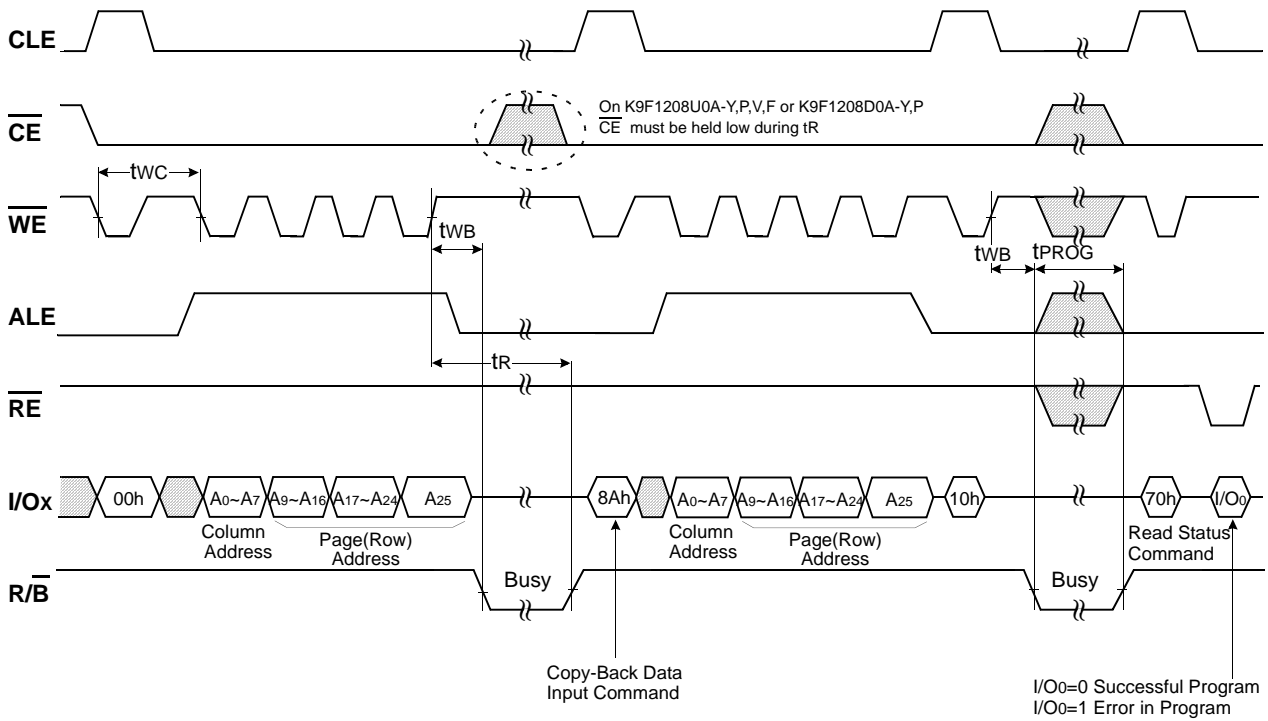 CLE
On K9F1208U0A-Y,P,V,F or K9F1208D0A-Y,P
CE must be held low during tR
CE
tWC
WE
tWB
tWB
tPROG
ALE
tR
RE
I/Ox
00h
A0~A7
A9~A16
A17~A24
A25
8Ah
A0~A7
A9~A16
A17~A24
A25
10h
70h
I/O0
Column
Address
Page(Row)
Address
Column
Address
Page(Row)
Address
Read Status
Command
R/B
Busy
Busy
Copy-Back Data
Input Command
I/O0=0 Successful Program
I/O0=1 Error in Program